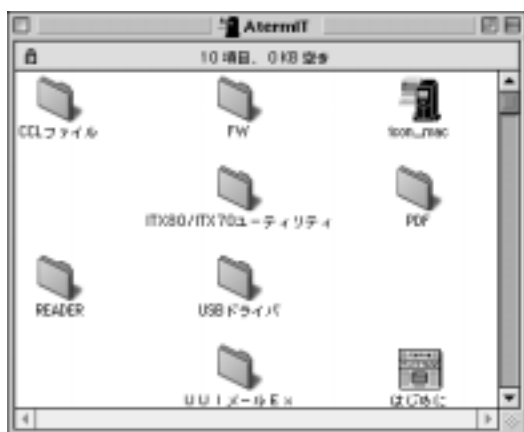 AtermIT
10 項目、0 KB 空き
CCLファイル
FW
icon_mac
ITX80/ITX70ユーティリティ
PDF
READER
USBドライバ
UUIメールEx
はじめに